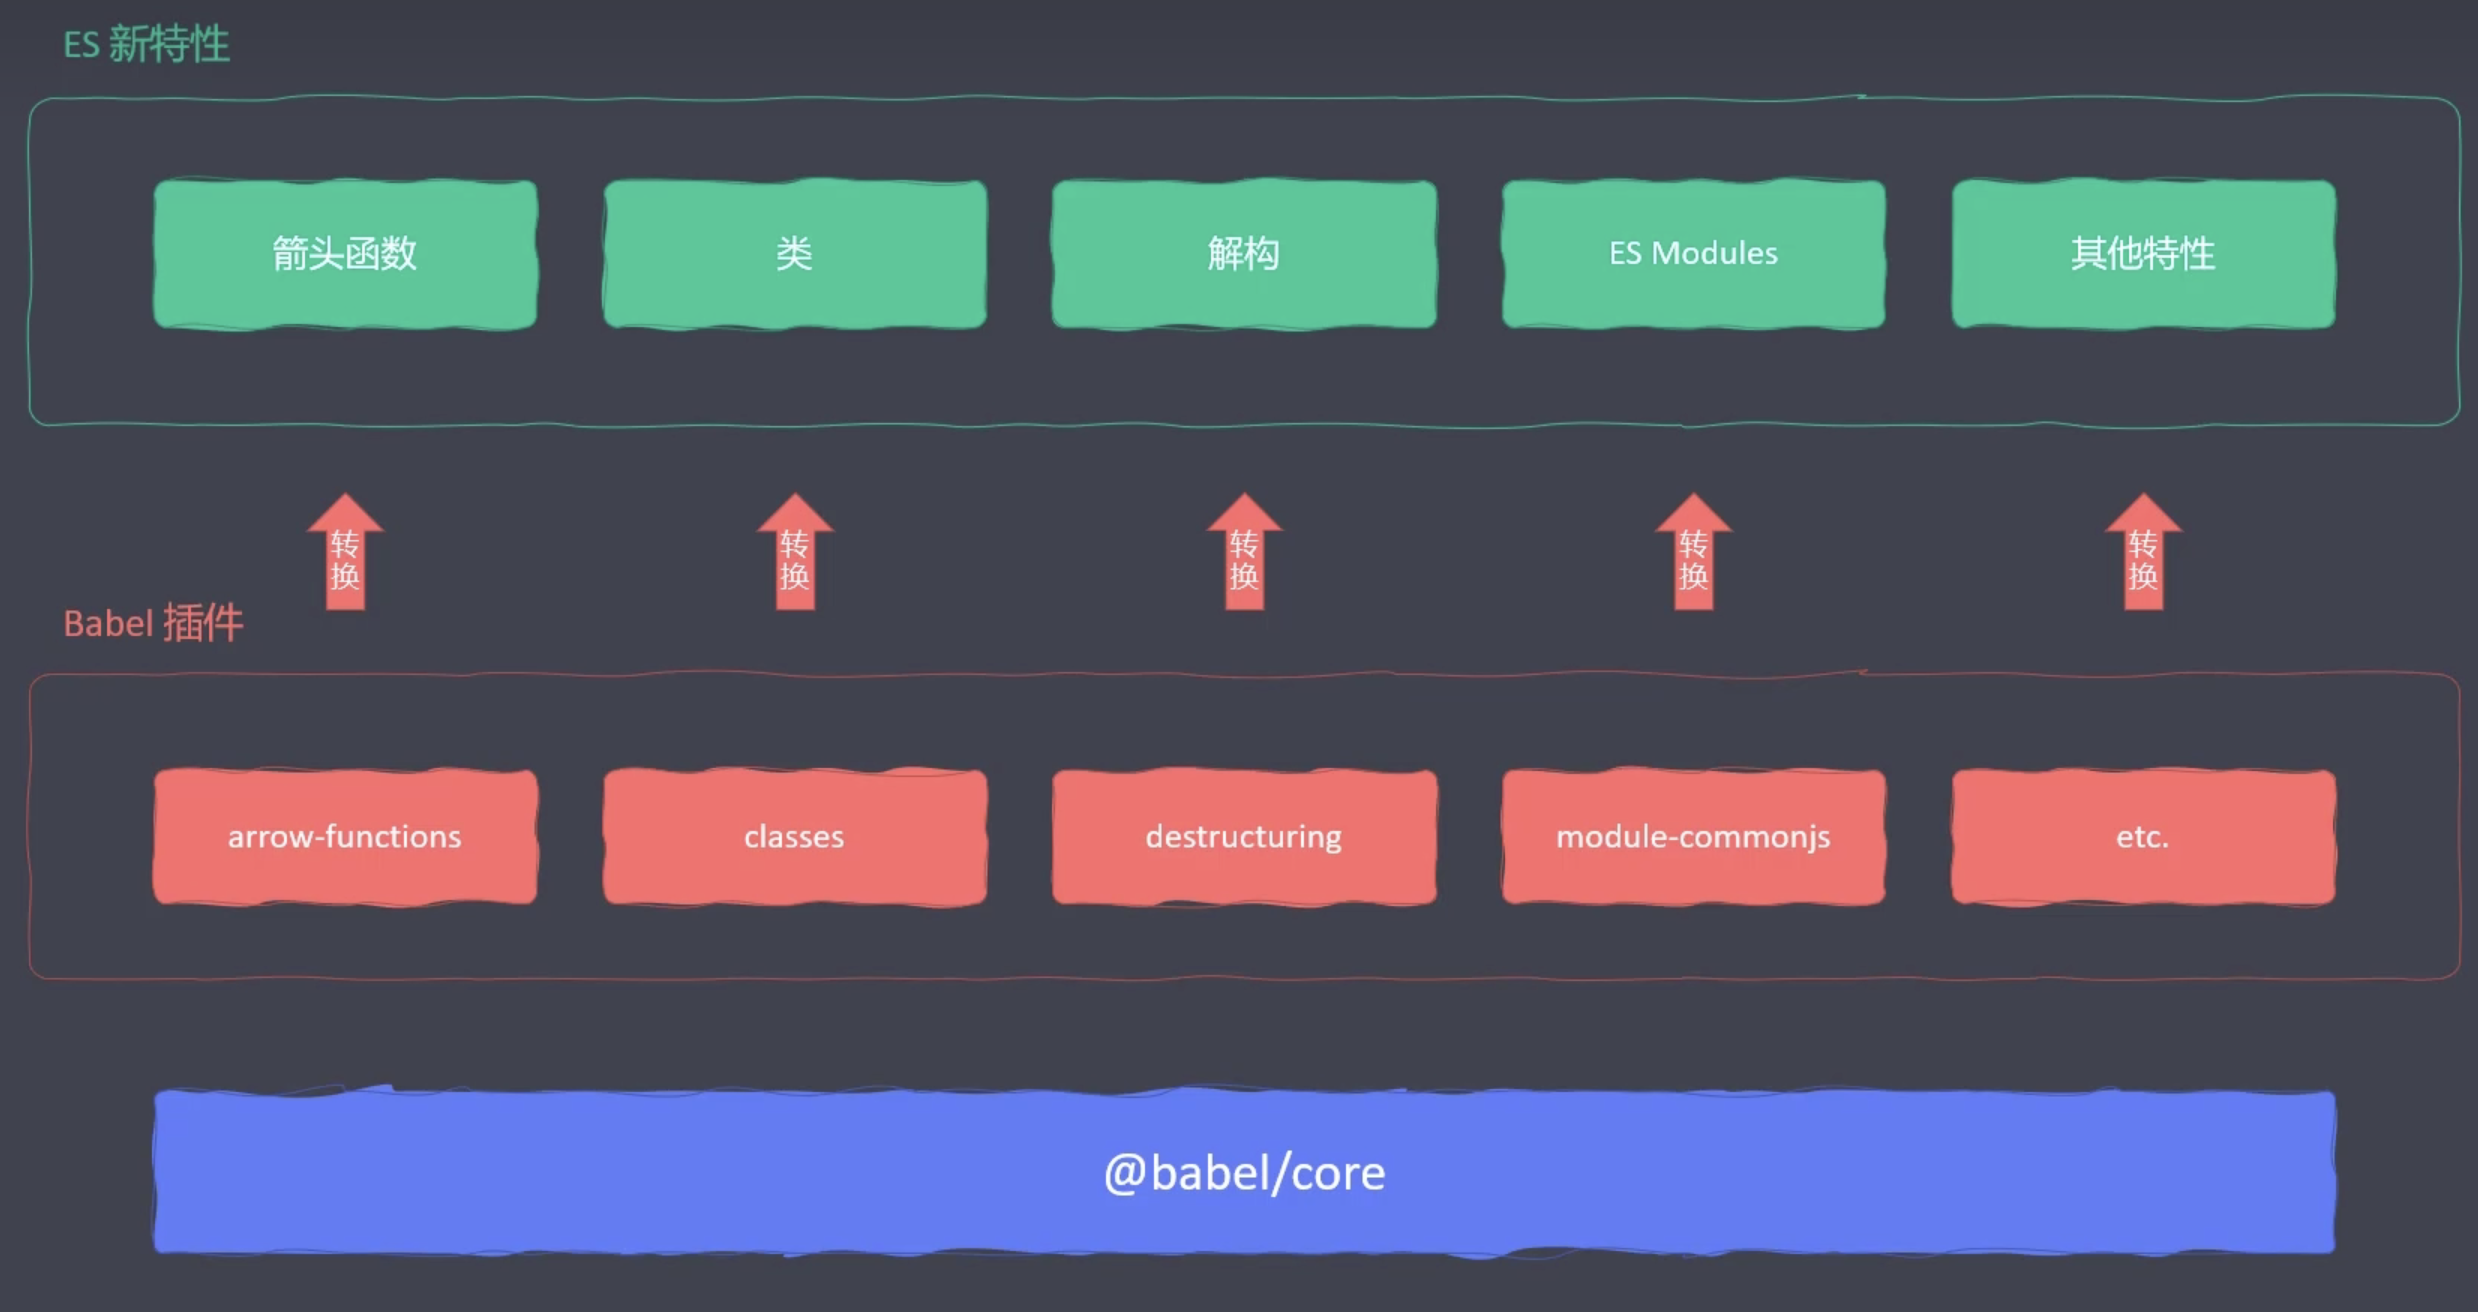 ES 新特性
箭头函数
类
解构
ES Modules
其他特性
转换
转换
转换
转换
转换
Babel 插件
arrow-functions
classes
destructuring
module-commonjs
etc.
@babel/core